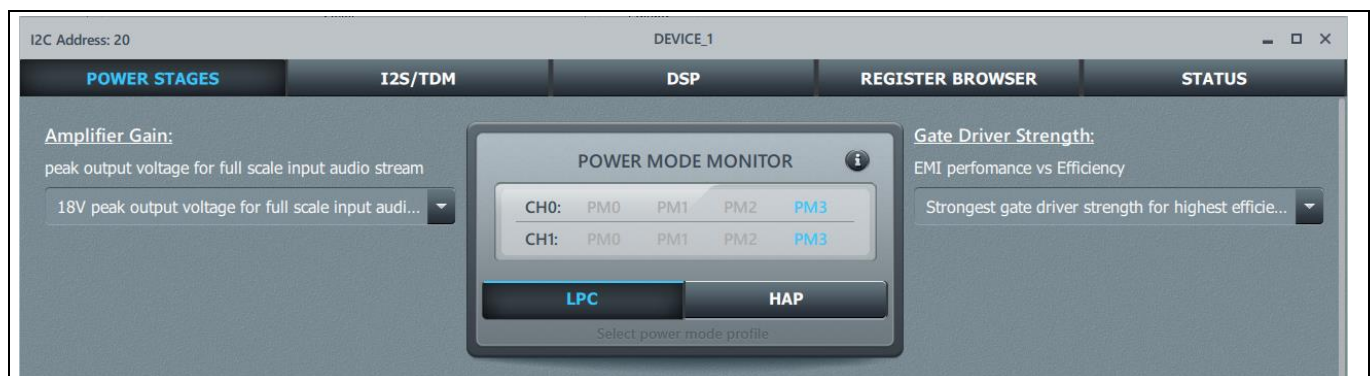 I2C Address: 20 DEVICE_1
POWER STAGES I2S/TDM DSP REGISTER BROWSER STATUS
Amplifier Gain:
peak output voltage for full scale input audio stream
18V peak output voltage for full scale input audi...
POWER MODE MONITOR
CH0: PM0 PM1 PM2 PM3
CH1: PM0 PM1 PM2 PM3
LPC HAP
Select power mode profile
Gate Driver Strength:
EMI perfomance vs Efficiency
Strongest gate driver strength for highest efficie...